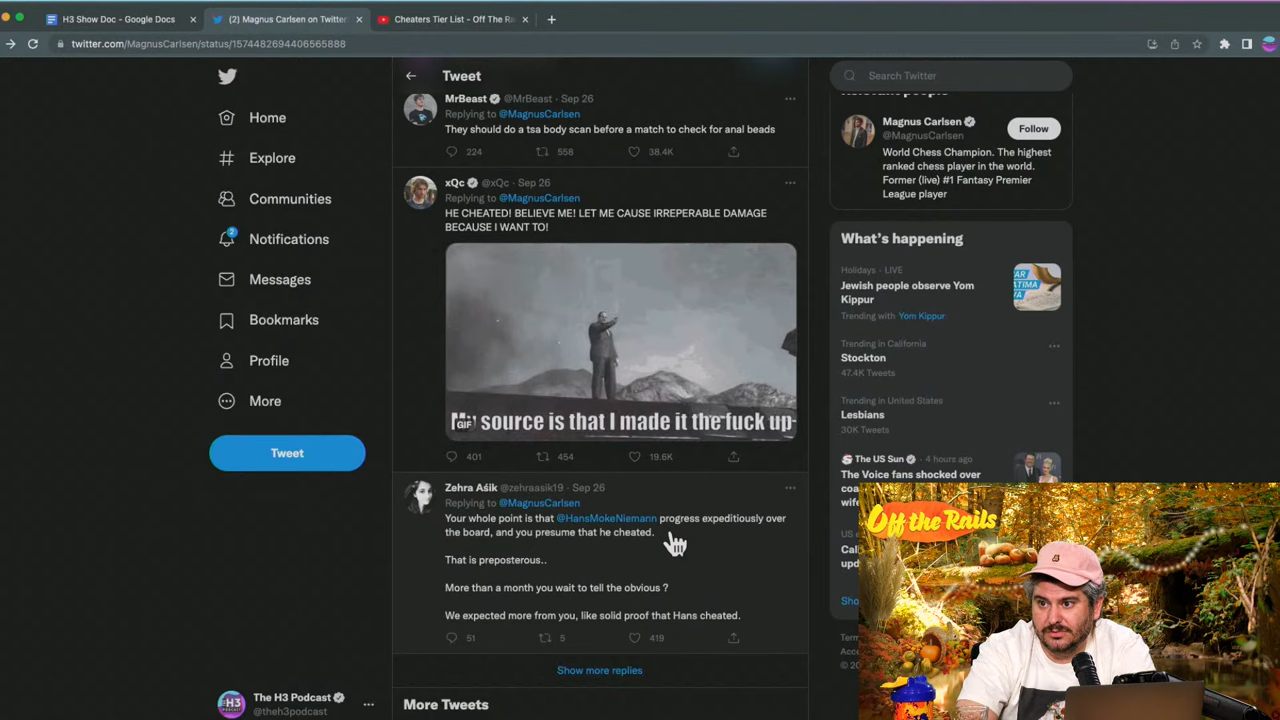 H3 Show Doc - Google Docs
(2) Magnus Carlsen on Twitter
Cheaters Tier List - Off The Ra
twitter.com/MagnusCarlsen/status/1574482694406565888
Home
Explore
Communities
2
Notifications
Messages
Bookmarks
Profile
More
Tweet
The H3 Podcast
@theh3podcast
Tweet
MrBeast @MrBeast · Sep 26
Replying to @MagnusCarlsen
They should do a tsa body scan before a match to check for anal beads
224 558 38.4K
xQc @xQc · Sep 26
Replying to @MagnusCarlsen
HE CHEATED! BELIEVE ME! LET ME CAUSE IRREPERABLE DAMAGE
BECAUSE I WANT TO!
My source is that I made it the fuck up
GIF
401 454 19.6K
Zehra Aśik @zehraasik19 · Sep 26
Replying to @MagnusCarlsen
Your whole point is that @HansMokeNiemann progress expeditiously over
the board, and you presume that he cheated.
That is preposterous..
More than a month you wait to tell the obvious ?
We expected more from you, like solid proof that Hans cheated.
51 5 419
Show more replies
More Tweets
Search Twitter
people
Magnus Carlsen
@MagnusCarlsen
Follow
World Chess Champion. The highest
ranked chess player in the world.
Former (live) #1 Fantasy Premier
League player
What's happening
Holidays · LIVE
Jewish people observe Yom
Kippur
Trending with Yom Kippur
Trending in California
Stockton
47.4K Tweets
Trending in United States
Lesbians
30K Tweets
The US Sun · 4 hours ago
The Voice fans shocked over
Off the Rails
H3